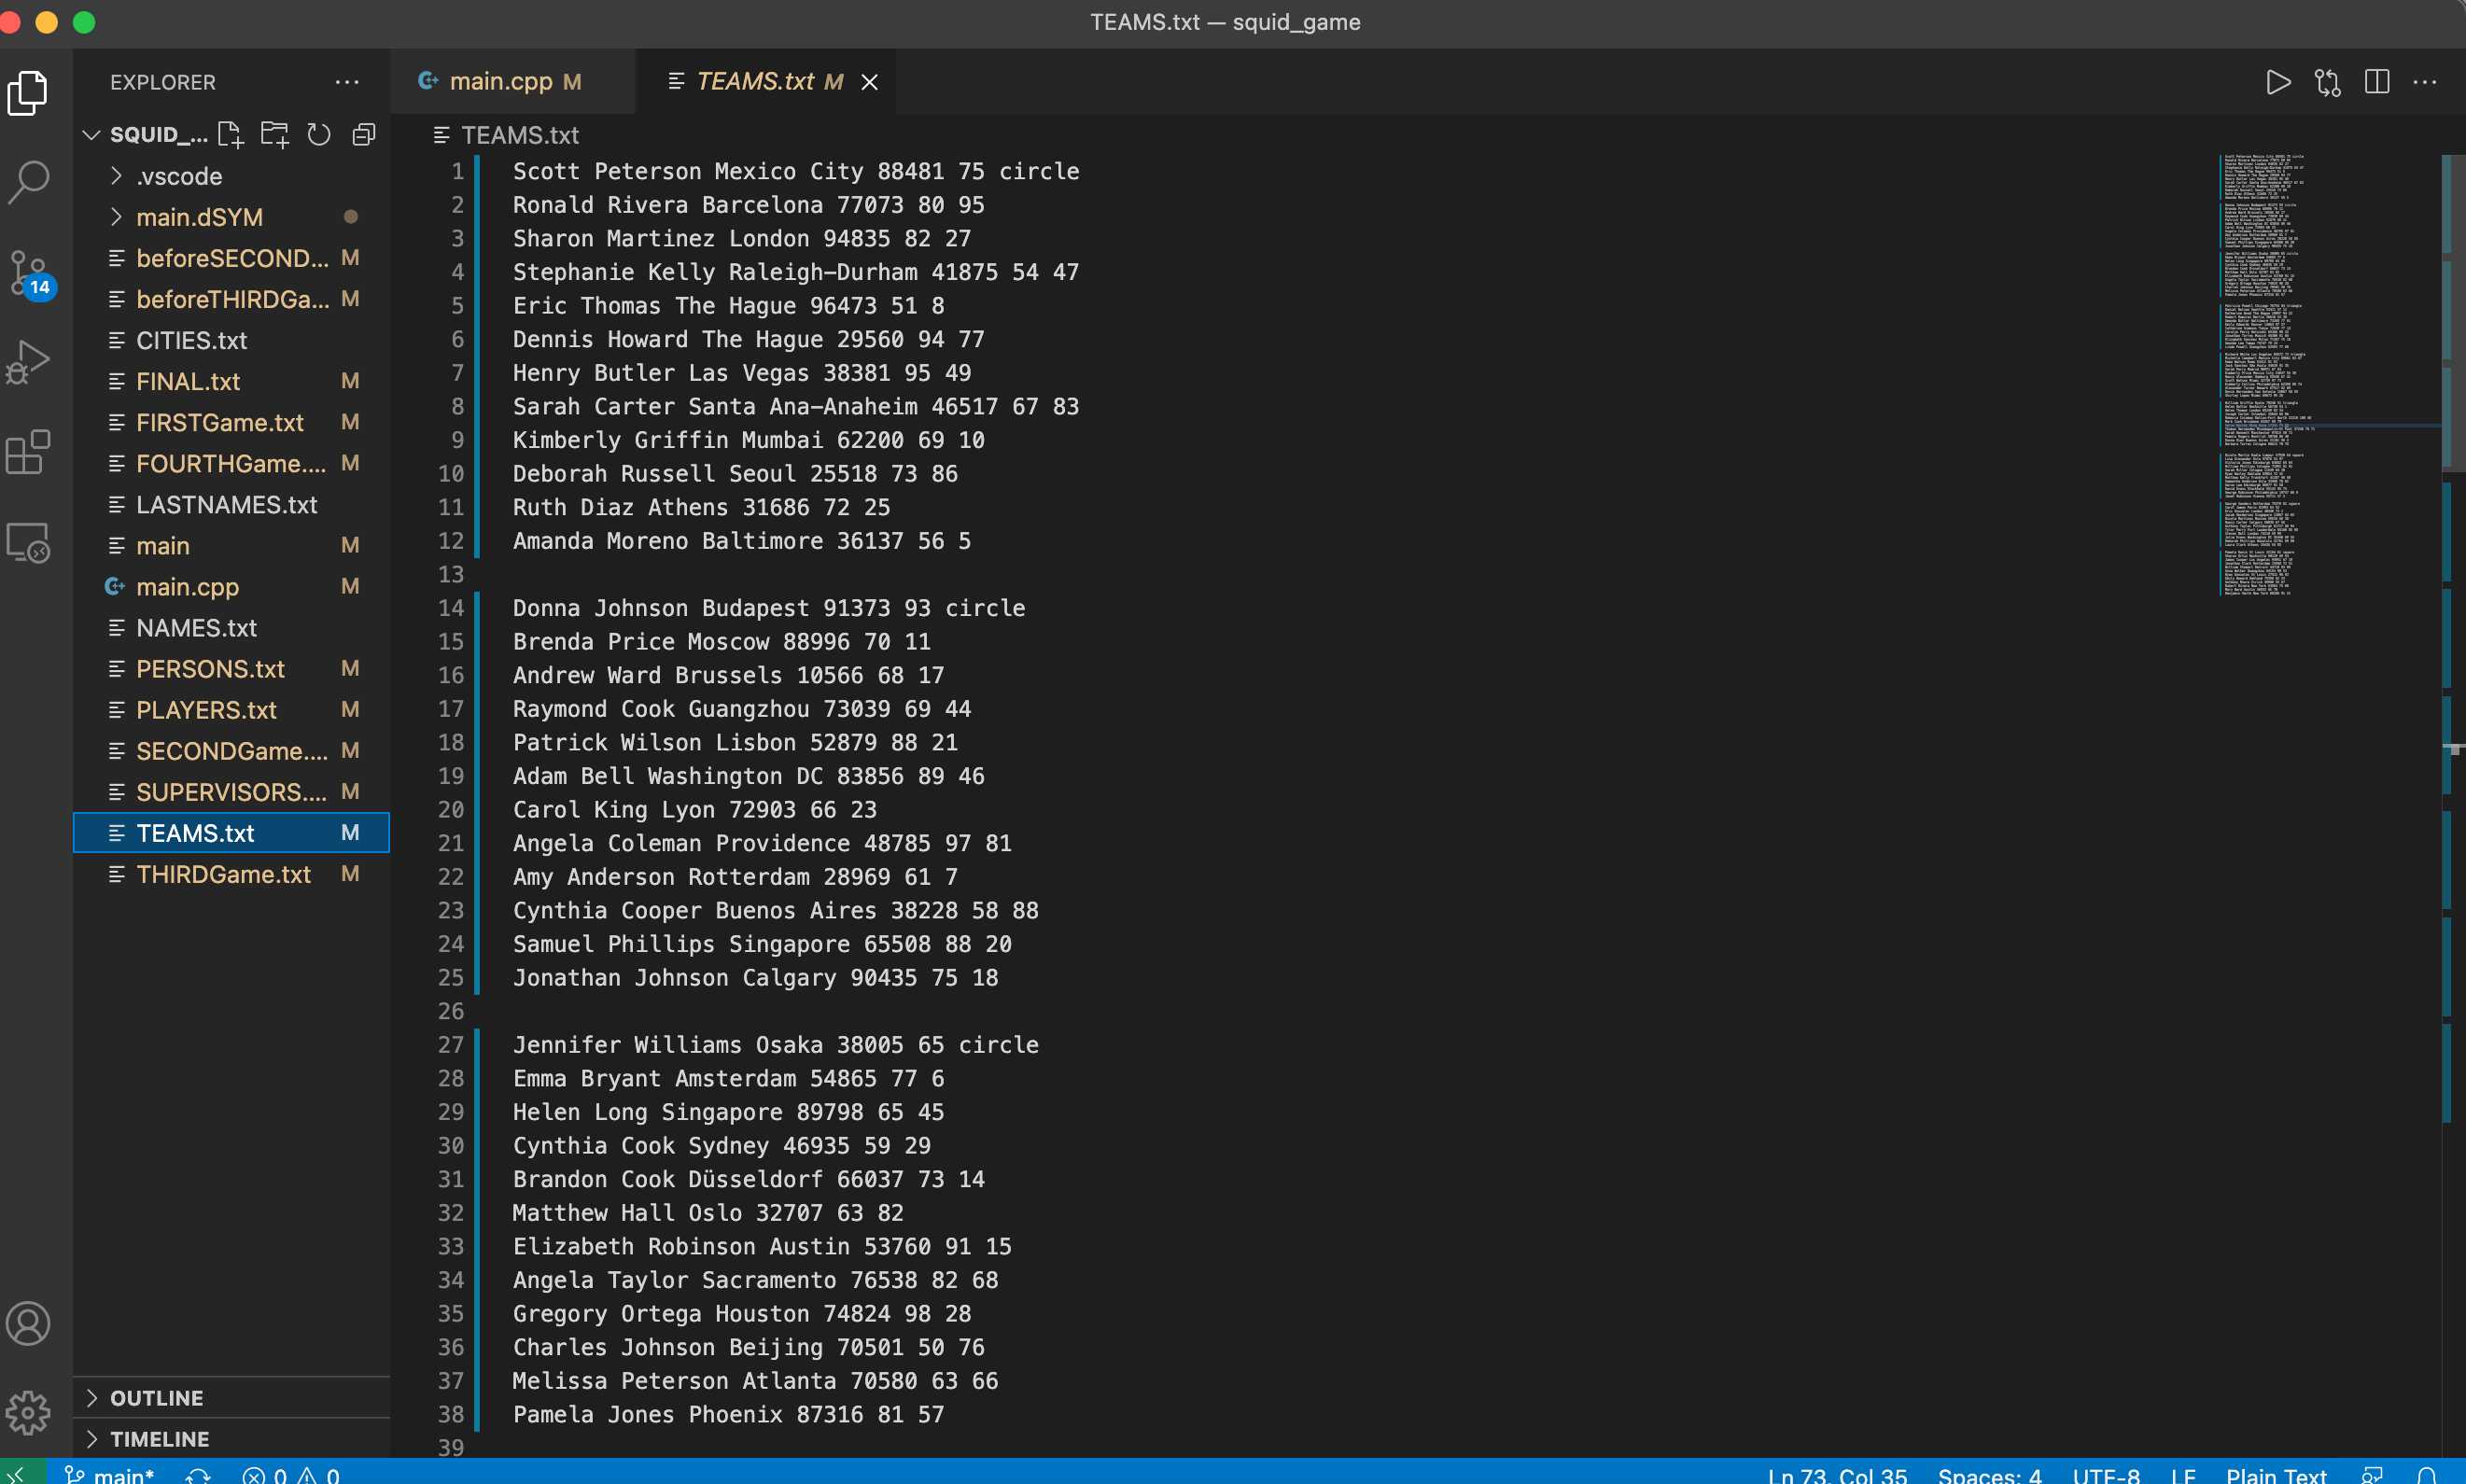 TEAMS.txt — squid_game
EXPLORER
main.cpp M
TEAMS.txt M
SQUID_...
TEAMS.txt
.vscode
main.dSYM
beforeSECOND... M
beforeTHIRDGa... M
CITIES.txt
FINAL.txt M
FIRSTGame.txt M
FOURTHGame.... M
LASTNAMES.txt
main M
main.cpp M
NAMES.txt
PERSONS.txt M
PLAYERS.txt M
SECONDGame.... M
SUPERVISORS.... M
TEAMS.txt M
THIRDGame.txt M
14
OUTLINE
TIMELINE
1 Scott Peterson Mexico City 88481 75 circle
2 Ronald Rivera Barcelona 77073 80 95
3 Sharon Martinez London 94835 82 27
4 Stephanie Kelly Raleigh–Durham 41875 54 47
5 Eric Thomas The Hague 96473 51 8
6 Dennis Howard The Hague 29560 94 77
7 Henry Butler Las Vegas 38381 95 49
8 Sarah Carter Santa Ana–Anaheim 46517 67 83
9 Kimberly Griffin Mumbai 62200 69 10
10 Deborah Russell Seoul 25518 73 86
11 Ruth Diaz Athens 31686 72 25
12 Amanda Moreno Baltimore 36137 56 5
13
14 Donna Johnson Budapest 91373 93 circle
15 Brenda Price Moscow 88996 70 11
16 Andrew Ward Brussels 10566 68 17
17 Raymond Cook Guangzhou 73039 69 44
18 Patrick Wilson Lisbon 52879 88 21
19 Adam Bell Washington DC 83856 89 46
20 Carol King Lyon 72903 66 23
21 Angela Coleman Providence 48785 97 81
22 Amy Anderson Rotterdam 28969 61 7
23 Cynthia Cooper Buenos Aires 38228 58 88
24 Samuel Phillips Singapore 65508 88 20
25 Jonathan Johnson Calgary 90435 75 18
26
27 Jennifer Williams Osaka 38005 65 circle
28 Emma Bryant Amsterdam 54865 77 6
29 Helen Long Singapore 89798 65 45
30 Cynthia Cook Sydney 46935 59 29
31 Brandon Cook Düsseldorf 66037 73 14
32 Matthew Hall Oslo 32707 63 82
33 Elizabeth Robinson Austin 53760 91 15
34 Angela Taylor Sacramento 76538 82 68
35 Gregory Ortega Houston 74824 98 28
36 Charles Johnson Beijing 70501 50 76
37 Melissa Peterson Atlanta 70580 63 66
38 Pamela Jones Phoenix 87316 81 57
39
main* 0 0 Ln 73, Col 35 Spaces: 4 UTF-8 LF Plain Text